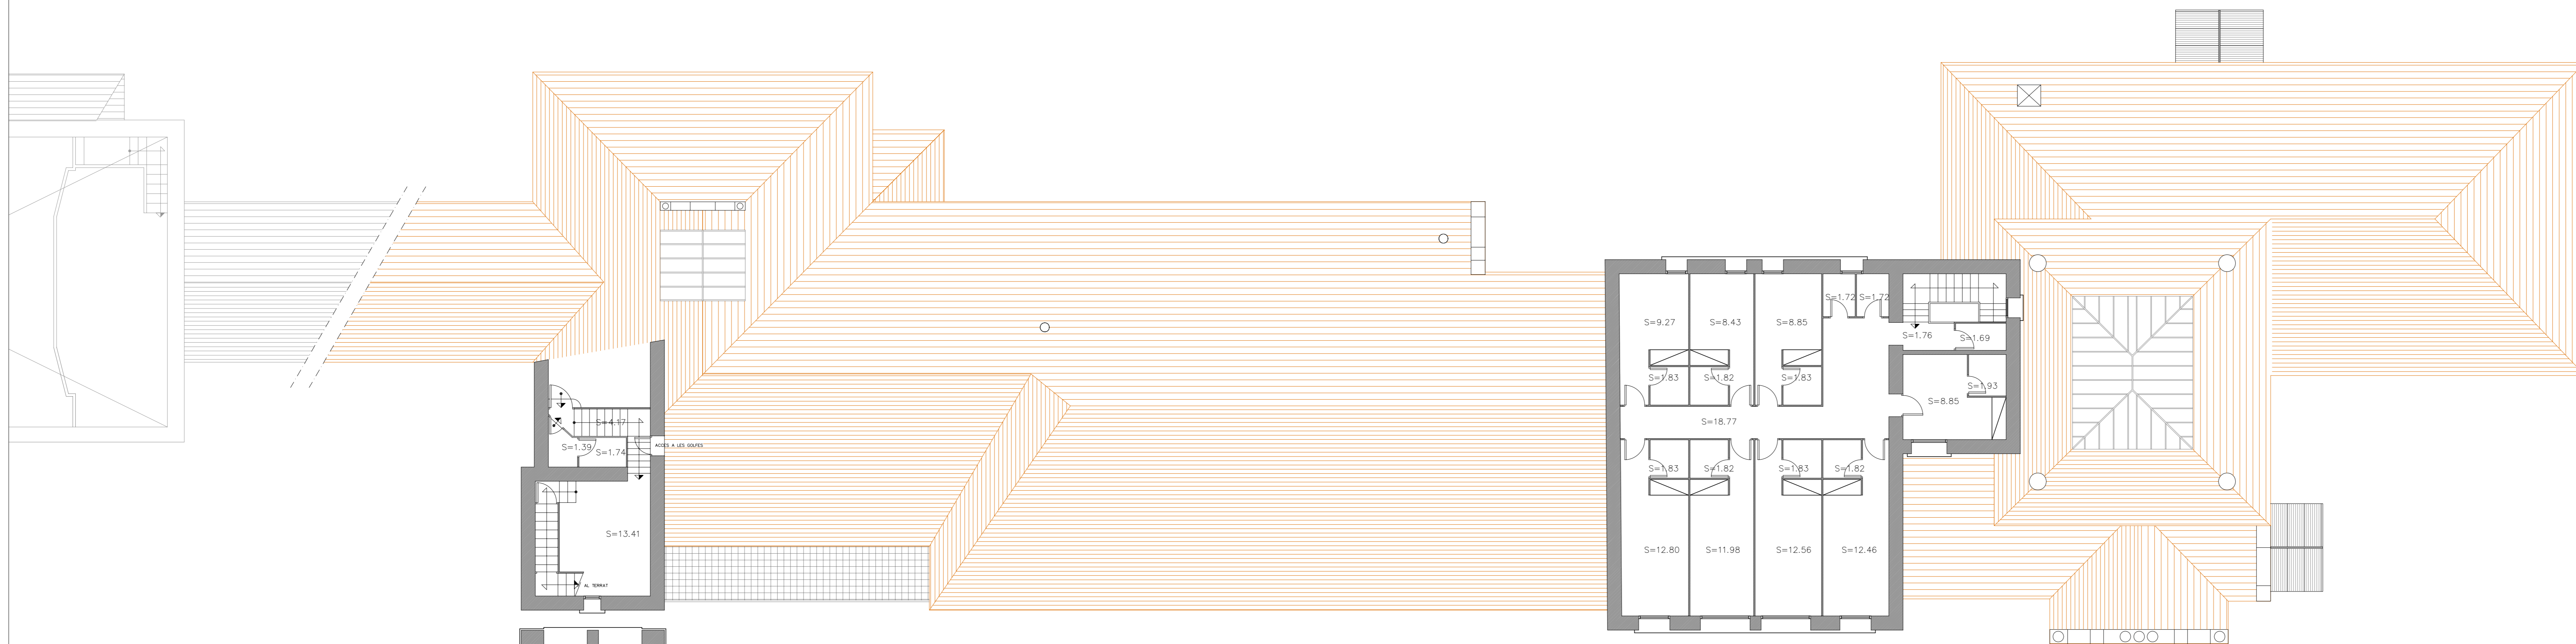 S=4.17
ACCES A LES GOLFES
S=1.39
S=1.74
S=13.41
AL TERRAT
S=1.72
S=1.72
S=9.27
S=8.43
S=8.85
S=1.76
S=1.69
S=1.83
S=1.82
S=1.83
S=1.93
S=8.85
S=18.77
S=1.83
S=1.82
S=1.83
S=1.82
S=12.80
S=11.98
S=12.56
S=12.46